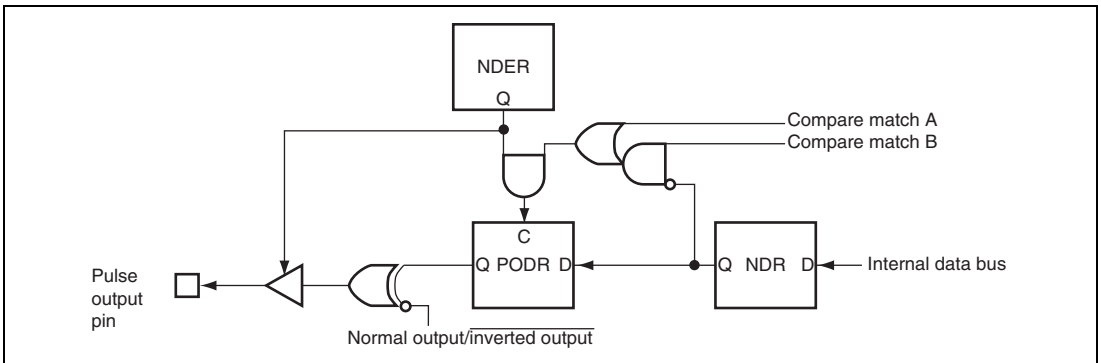 NDER
Q
Compare match A
Compare match B
C
Q PODR D
Q NDR D
Internal data bus
Pulse
output
pin
Normal output/inverted output